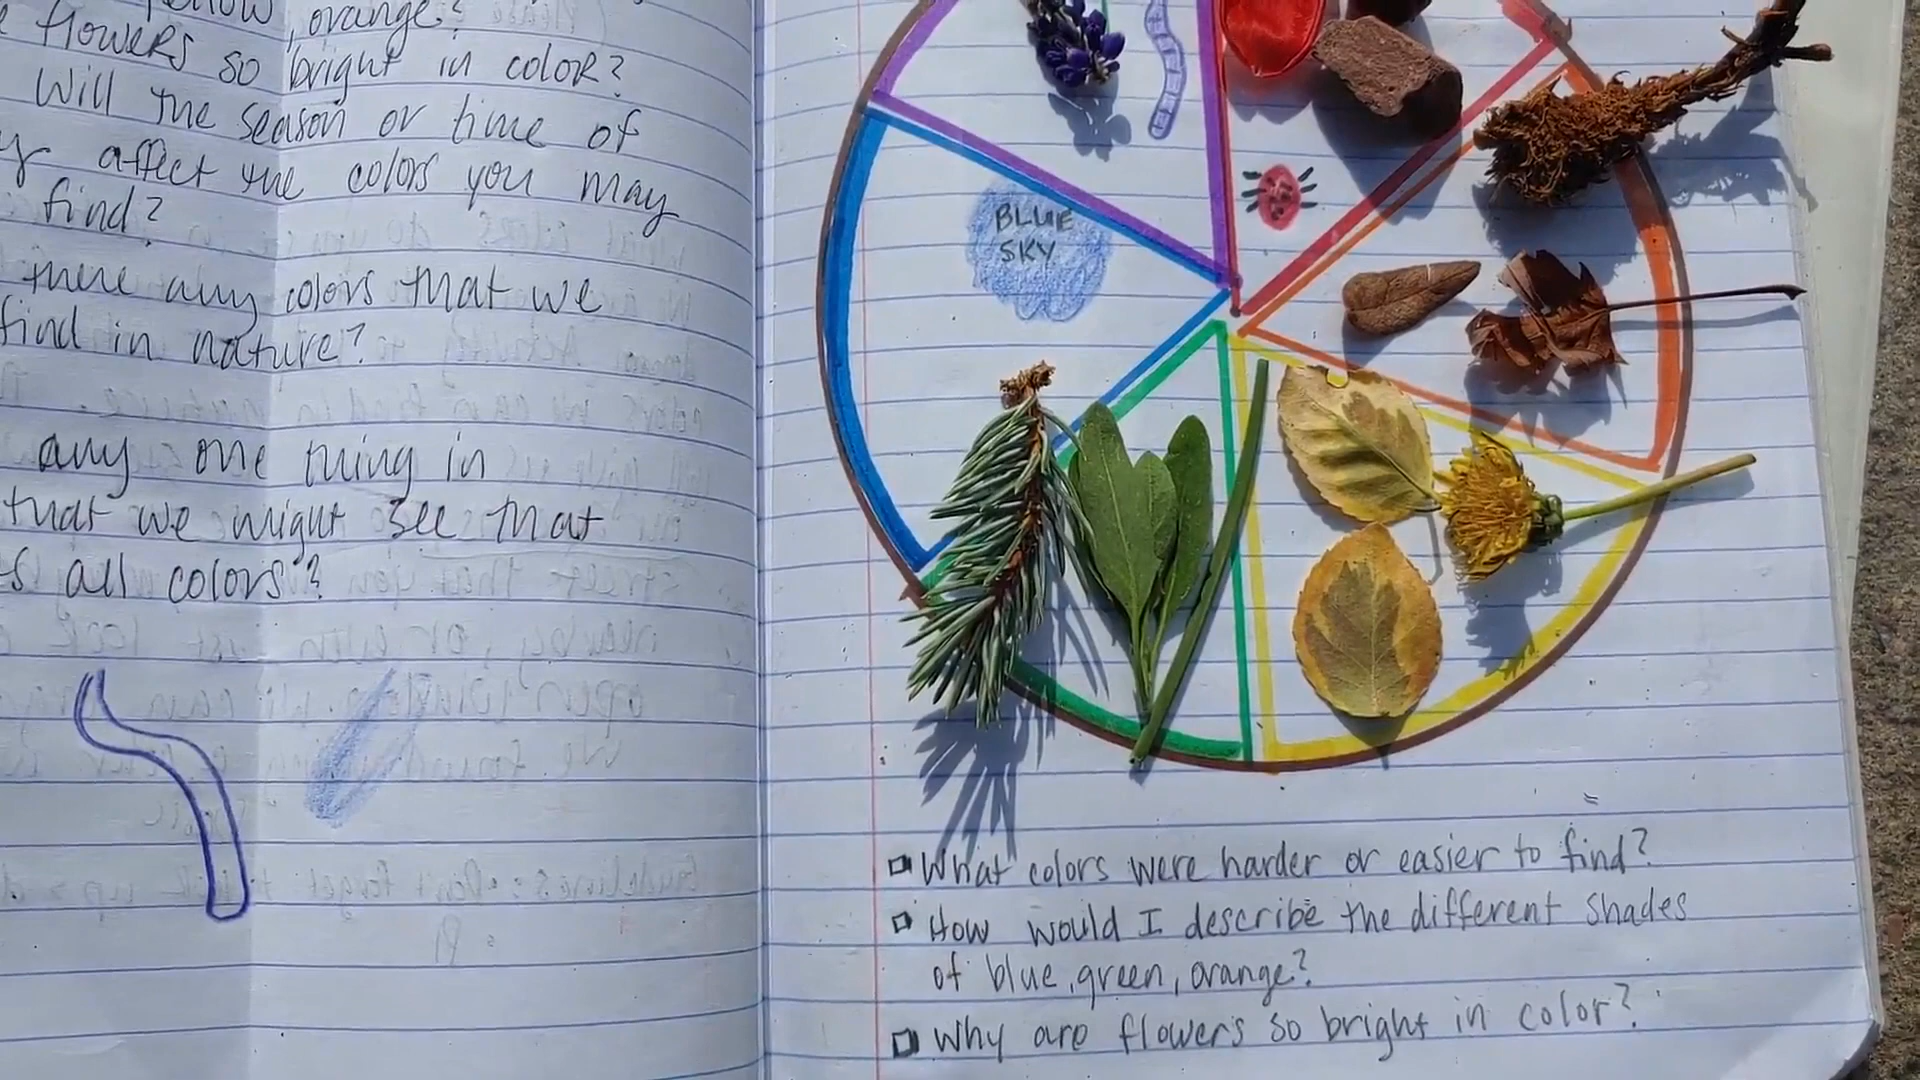 orange?
flowers so bright in color?
Will the season or time of
affect the colors you may
find?
there any colors that we
find in nature?
any one thing in
that we might see that
all colors?
BLUE
SKY
What colors were harder or easier to find?
How would I describe the different shades
of blue, green, orange?
Why are flowers so bright in color?